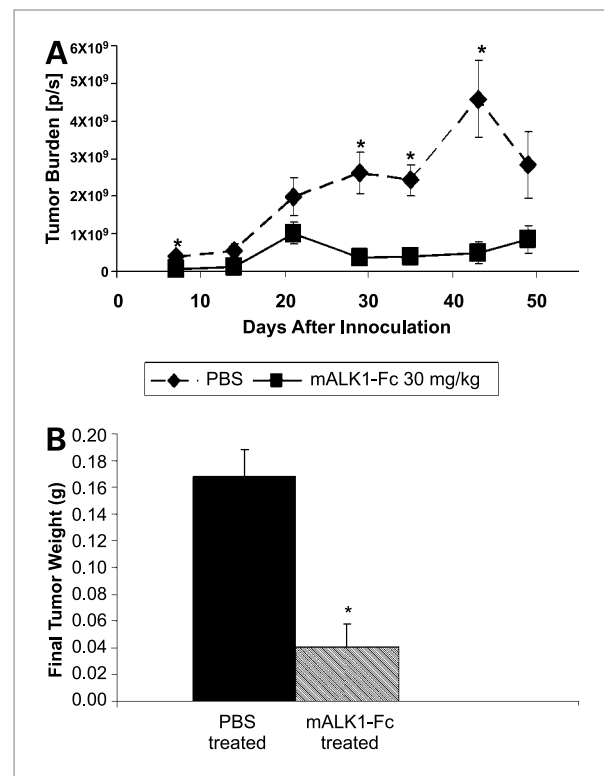 A
6X10⁹
5X10⁹
4X10⁹
3X10⁹
2X10⁹
1X10⁹
0
Tumor Burden [p/s]
*
*
*
*
0 10 20 30 40 50
Days After Innoculation
PBS mALK1-Fc 30 mg/kg
B
0.20
0.18
0.16
0.14
0.12
0.10
0.08
0.06
0.04
0.02
0.00
Final Tumor Weight (g)
*
PBS treated
mALK1-Fc treated